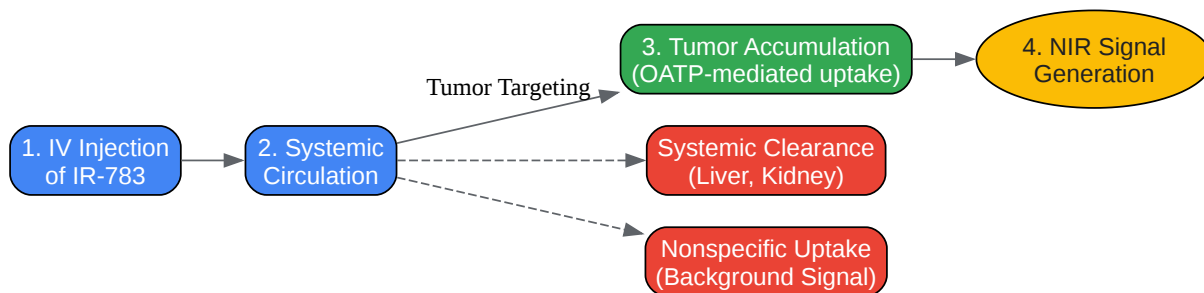 1. IV Injection
of IR-783
2. Systemic
Circulation
Tumor Targeting
3. Tumor Accumulation
(OATP-mediated uptake)
4. NIR Signal
Generation
Systemic Clearance
(Liver, Kidney)
Nonspecific Uptake
(Background Signal)